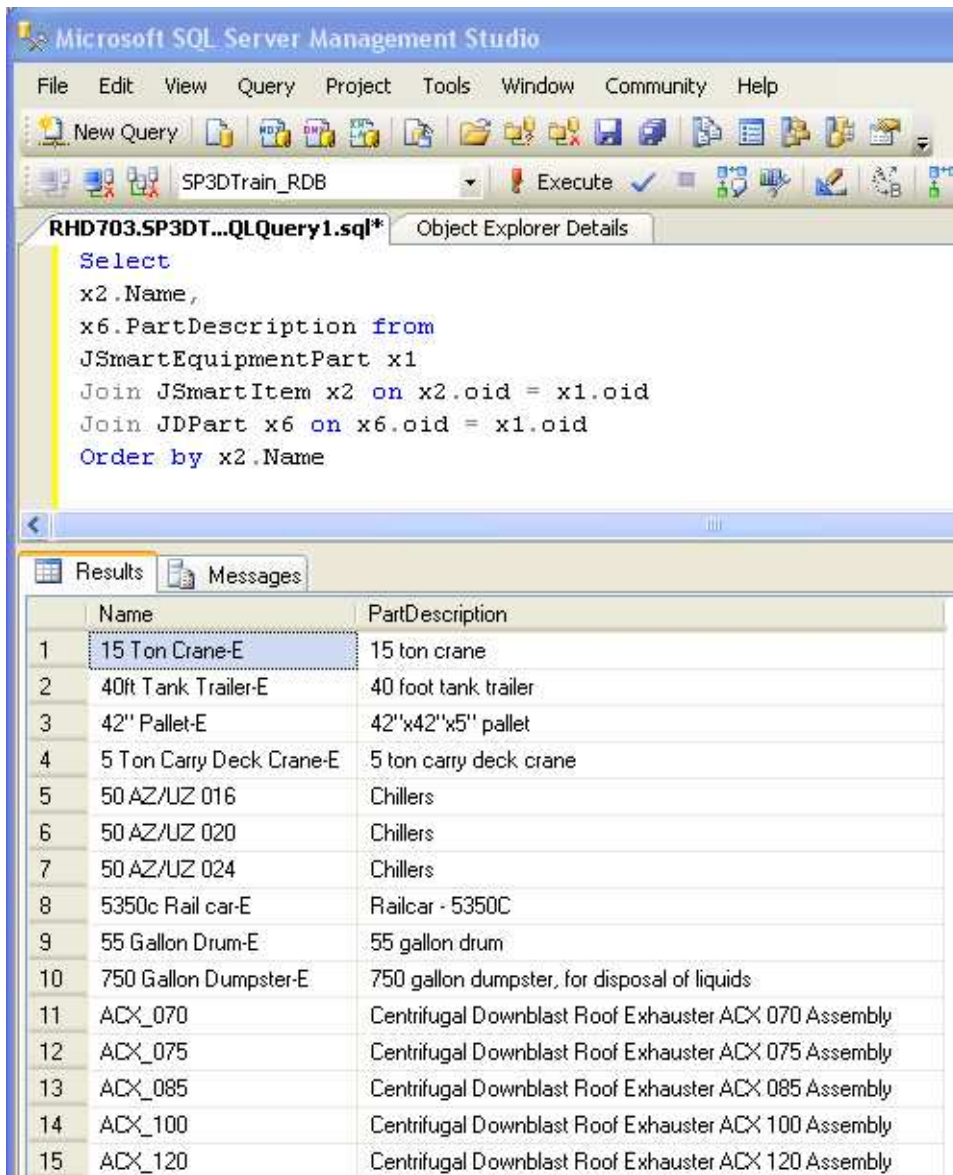 Microsoft SQL Server Management Studio
File Edit View Query Project Tools Window Community Help
New Query
SP3DTrain_RDB Execute
RHD703.SP3DT...QLQuery1.sql* Object Explorer Details
Select
x2.Name,
x6.PartDescription from
JSmartEquipmentPart x1
Join JSmartItem x2 on x2.oid = x1.oid
Join JDPart x6 on x6.oid = x1.oid
Order by x2.Name
Results Messages
Name PartDescription
1 15 Ton Crane-E 15 ton crane
2 40ft Tank Trailer-E 40 foot tank trailer
3 42" Pallet-E 42"x42"x5" pallet
4 5 Ton Carry Deck Crane-E 5 ton carry deck crane
5 50 AZ/UZ 016 Chillers
6 50 AZ/UZ 020 Chillers
7 50 AZ/UZ 024 Chillers
8 5350c Rail car-E Railcar - 5350C
9 55 Gallon Drum-E 55 gallon drum
10 750 Gallon Dumpster-E 750 gallon dumpster, for disposal of liquids
11 ACX_070 Centrifugal Downblast Roof Exhauster ACX 070 Assembly
12 ACX_075 Centrifugal Downblast Roof Exhauster ACX 075 Assembly
13 ACX_085 Centrifugal Downblast Roof Exhauster ACX 085 Assembly
14 ACX_100 Centrifugal Downblast Roof Exhauster ACX 100 Assembly
15 ACX_120 Centrifugal Downblast Roof Exhauster ACX 120 Assembly